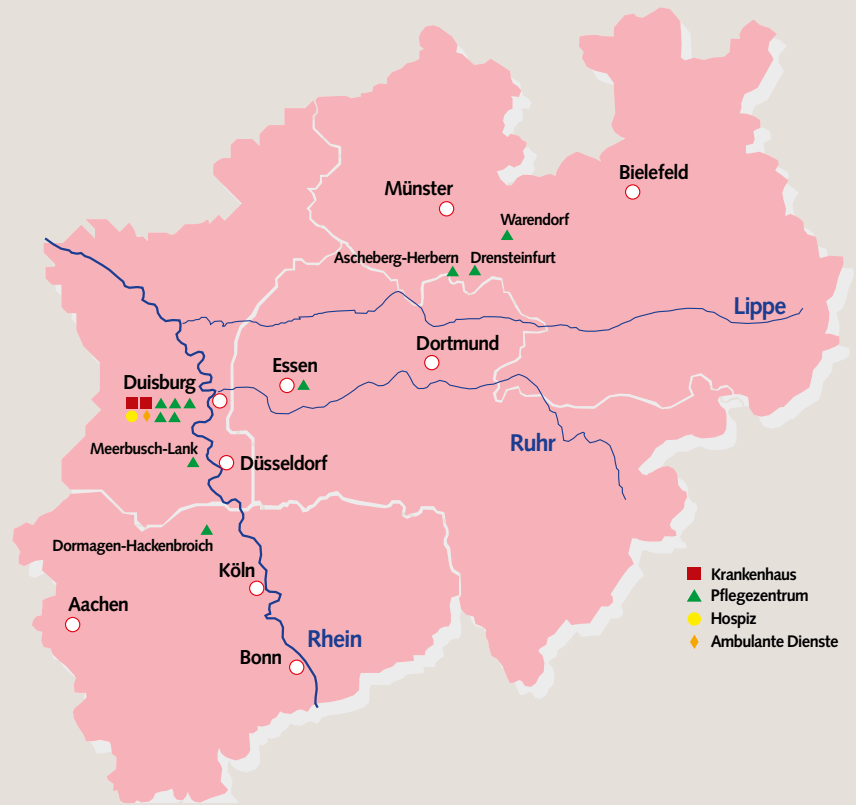 Bielefeld
Münster
Warendorf
Ascheberg-Herbern
Drensteinfurt
Lippe
Dortmund
Essen
Duisburg
Ruhr
Meerbusch-Lank
Düsseldorf
Dormagen-Hackenbroich
Köln
Aachen
Rhein
Bonn
Krankenhaus
Pflegezentrum
Hospiz
Ambulante Dienste